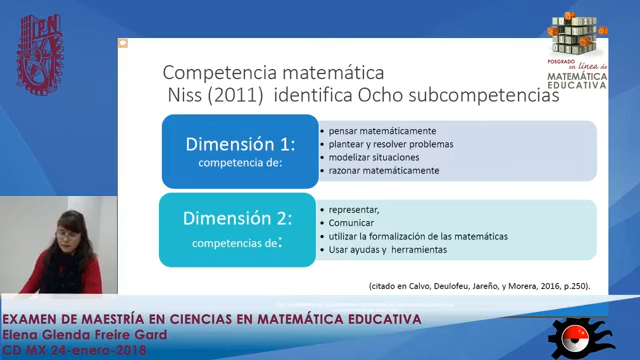 IPN
POSGRADO
en línea de
MATEMÁTICA
EDUCATIVA
Competencia matemática
Niss (2011) identifica Ocho subcompetencias
Dimensión 1:
competencia de:
• pensar matemáticamente
• plantear y resolver problemas
• modelizar situaciones
• razonar matemáticamente
Dimensión 2:
competencias de:
• representar,
• Comunicar
• utilizar la formalización de las matemáticas
• Usar ayudas y herramientas
(citado en Calvo, Deulofeu, Jareño, y Morera, 2016, p.250).
EXAMEN DE MAESTRÍA EN CIENCIAS EN MATEMÁTICA EDUCATIVA
Elena Glenda Freire Gard
CD MX 24-enero-2018